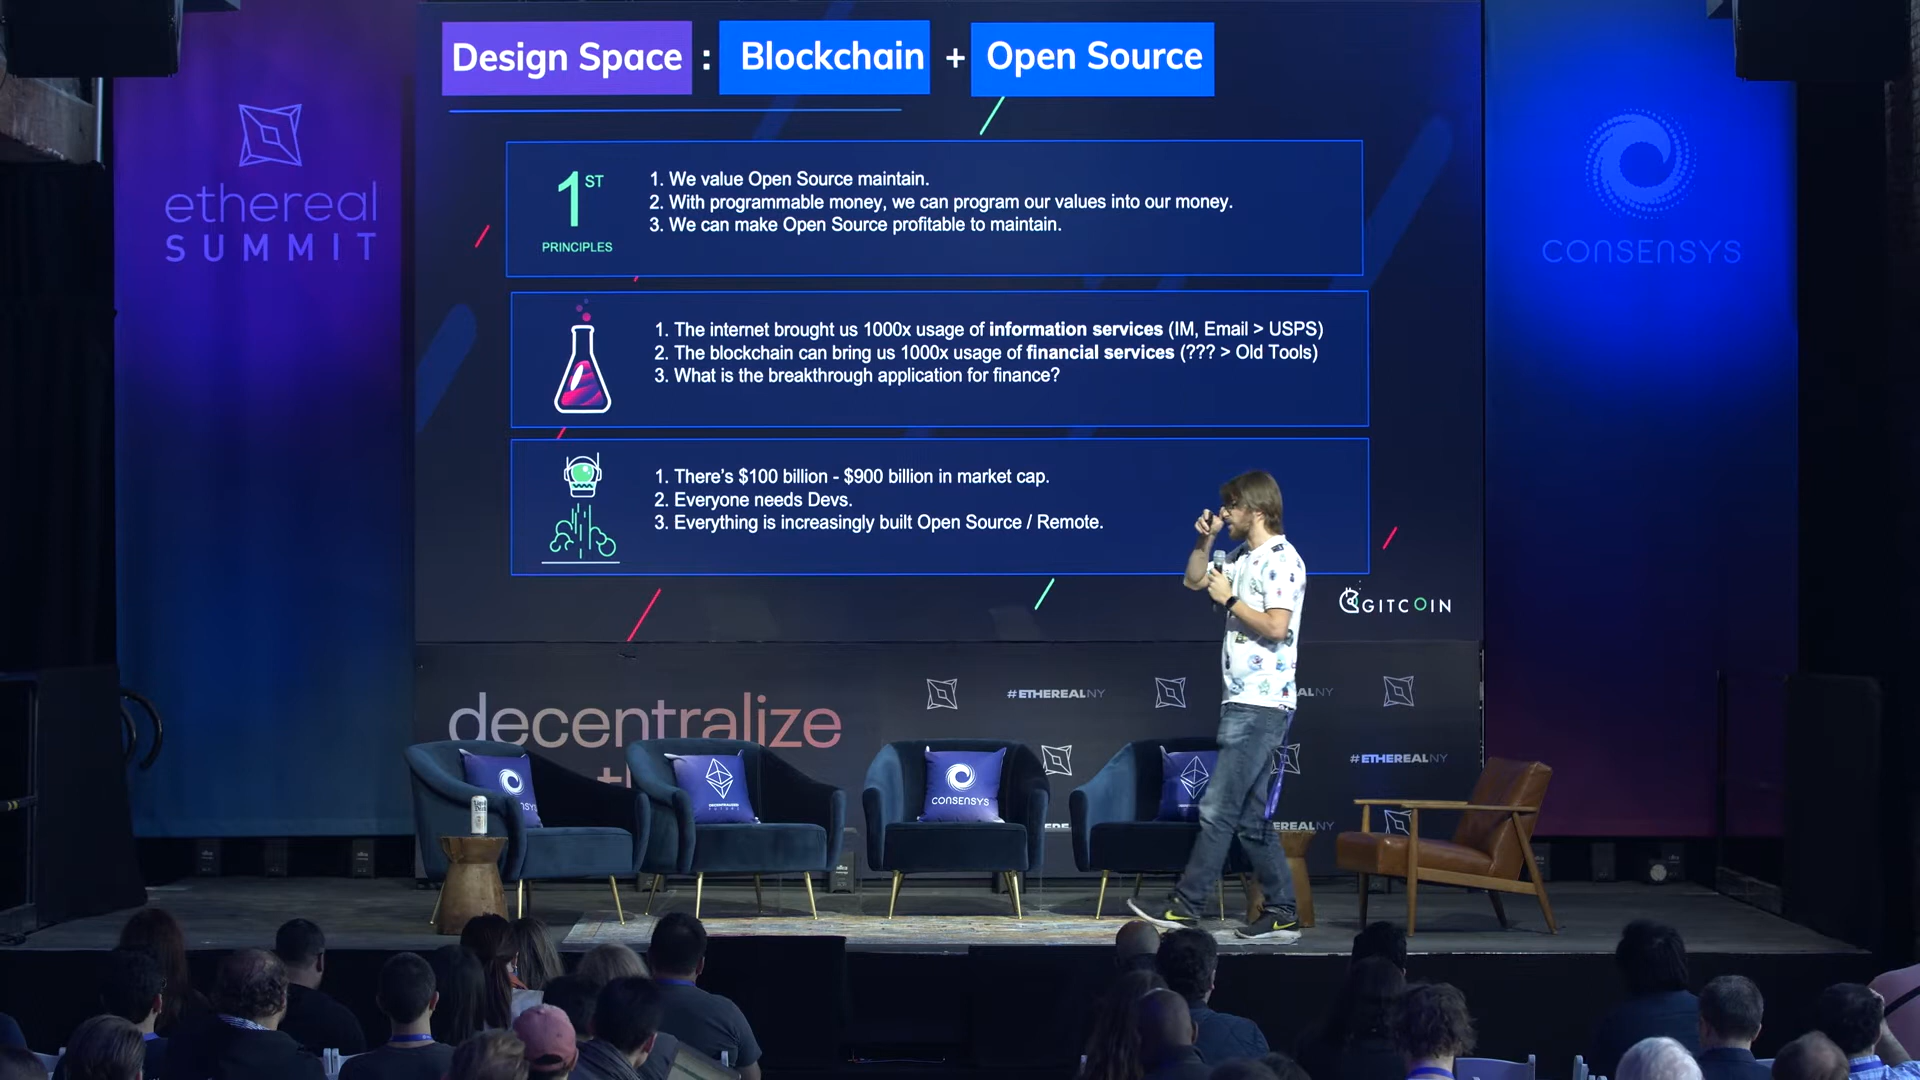 Design Space : Blockchain + Open Source
ethereal
SUMMIT
CONSENSYS
1ST
PRINCIPLES
1. We value Open Source maintain.
2. With programmable money, we can program our values into our money.
3. We can make Open Source profitable to maintain.
1. The internet brought us 1000x usage of information services (IM, Email > USPS)
2. The blockchain can bring us 1000x usage of financial services (??? > Old Tools)
3. What is the breakthrough application for finance?
1. There's $100 billion - $900 billion in market cap.
2. Everyone needs Devs.
3. Everything is increasingly built Open Source / Remote.
GITCOIN
decentralize
#ETHEREALNY
ALNY
#ETHEREALNY
EREALNY
CONSENSYS